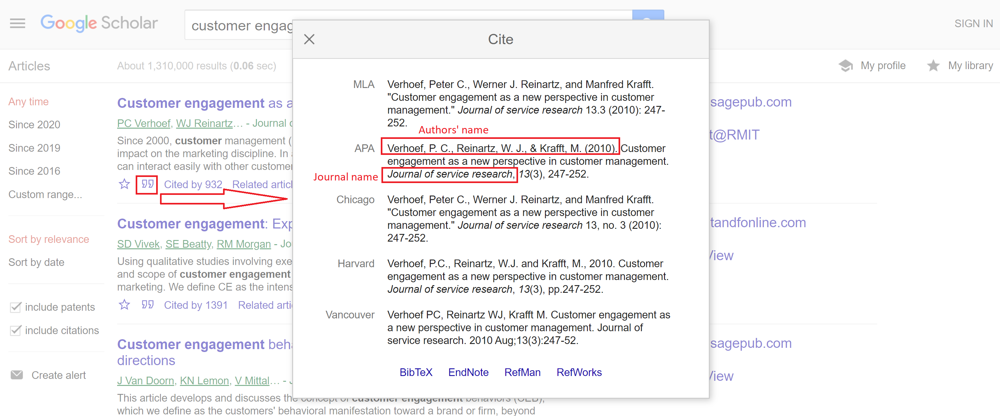 Google Scholar
customer engag
SIGN IN
Articles
About 1,310,000 results (0.06 sec)
My profile
My library
Any time
Since 2020
Since 2019
Since 2016
Custom range...
Sort by relevance
Sort by date
include patents
include citations
Create alert
Customer engagement as a
PC Verhoef, WJ Reinartz… - Journal
Since 2000, customer management (
impact on the marketing discipline. In
can interact easily with other customer
Cited by 932 Related artic
Customer engagement: Exp
SD Vivek, SE Beatty, RM Morgan - Jo
Using qualitative studies involving exe
and scope of customer engagement
marketing. We define CE as the intens
Cited by 1391 Related arti
Customer engagement beha
directions
J Van Doorn, KN Lemon, V Mittal… - J
This article develops and discusses the concept of customer engagement behaviors (CEB),
which we define as the customers' behavioral manifestation toward a brand or firm, beyond
Cite
MLA
Verhoef, Peter C., Werner J. Reinartz, and Manfred Krafft.
"Customer engagement as a new perspective in customer
management." Journal of service research 13.3 (2010): 247-
252.
Authors' name
APA
Verhoef, P. C., Reinartz, W. J., & Krafft, M. (2010). Customer
engagement as a new perspective in customer management.
Journal of service research, 13(3), 247-252.
Journal name
Chicago
Verhoef, Peter C., Werner J. Reinartz, and Manfred Krafft.
"Customer engagement as a new perspective in customer
management." Journal of service research 13, no. 3 (2010):
247-252.
Harvard
Verhoef, P.C., Reinartz, W.J. and Krafft, M., 2010. Customer
engagement as a new perspective in customer management.
Journal of service research, 13(3), pp.247-252.
Vancouver
Verhoef PC, Reinartz WJ, Krafft M. Customer engagement as
a new perspective in customer management. Journal of
service research. 2010 Aug;13(3):247-52.
BibTeX EndNote RefMan RefWorks
sagepub.com
t@RMIT
tandfonline.com
View
sagepub.com
View